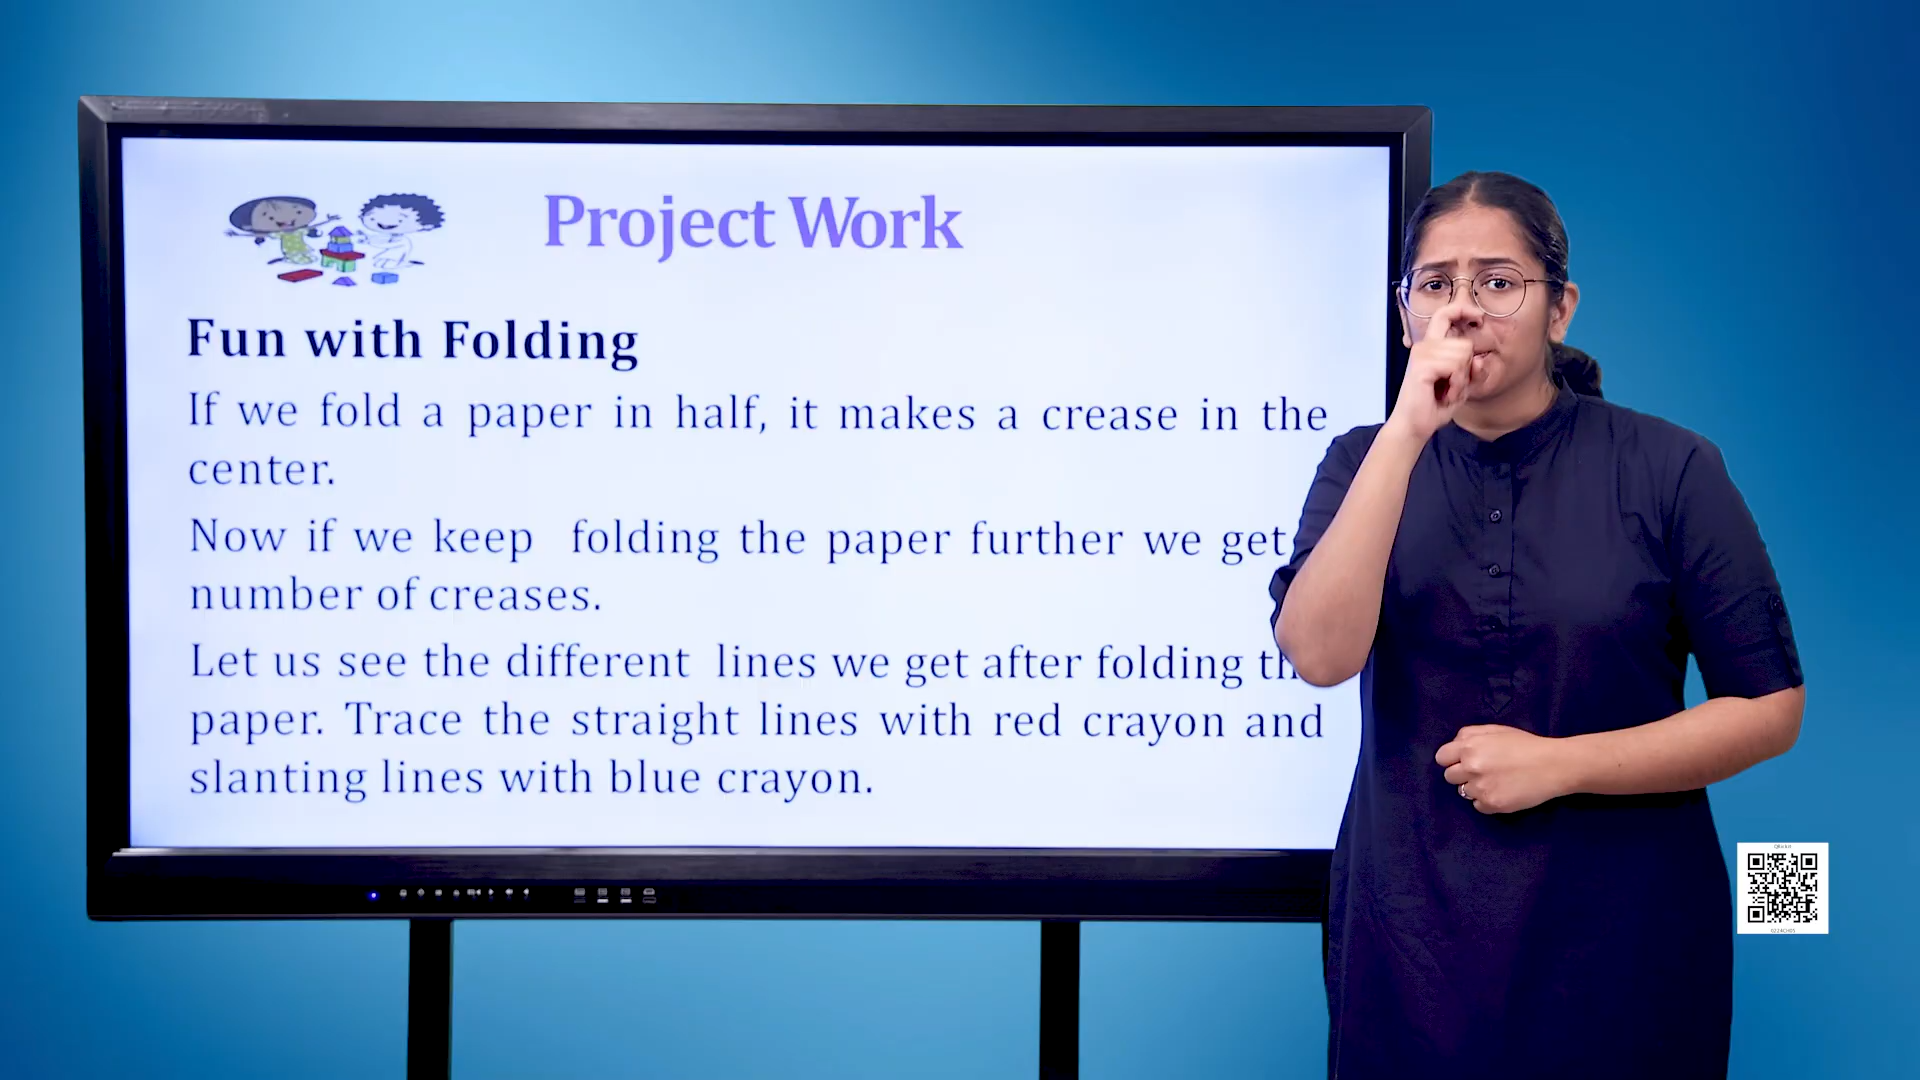 Project Work
Fun with Folding
If we fold a paper in half, it makes a crease in the
center.
Now if we keep folding the paper further we get
number of creases.
Let us see the different lines we get after folding
paper. Trace the straight lines with red crayon and
slanting lines with blue crayon.